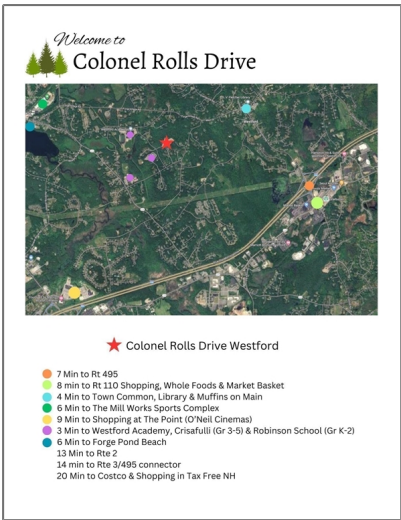 Welcome to
Colonel Rolls Drive
Colonel Rolls Drive Westford
7 Min to Rt 495
8 min to Rt 110 Shopping, Whole Foods & Market Basket
4 Min to Town Common, Library & Muffins on Main
6 Min to The Mill Works Sports Complex
9 Min to Shopping at The Point (O'Neil Cinemas)
3 Min to Westford Academy, Crisafulli (Gr 3-5) & Robinson School (Gr K-2)
6 Min to Forge Pond Beach
13 Min to Rte 2
14 min to Rte 3/495 connector
20 Min to Costco & Shopping in Tax Free NH